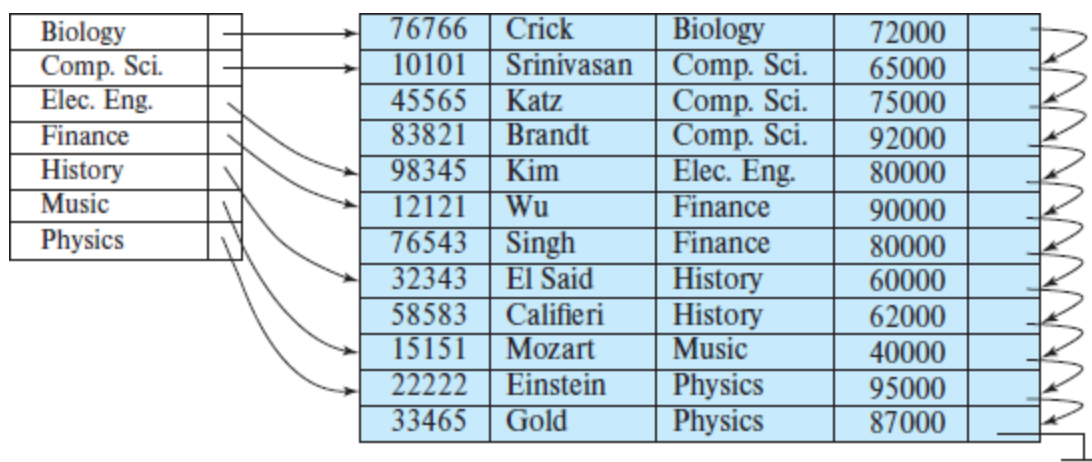 Biology 76766 Crick Biology 72000
Comp. Sci. 10101 Srinivasan Comp. Sci. 65000
Elec. Eng. 45565 Katz Comp. Sci. 75000
Finance 83821 Brandt Comp. Sci. 92000
History 98345 Kim Elec. Eng. 80000
Music 12121 Wu Finance 90000
Physics 76543 Singh Finance 80000
32343 El Said History 60000
58583 Califieri History 62000
15151 Mozart Music 40000
22222 Einstein Physics 95000
33465 Gold Physics 87000